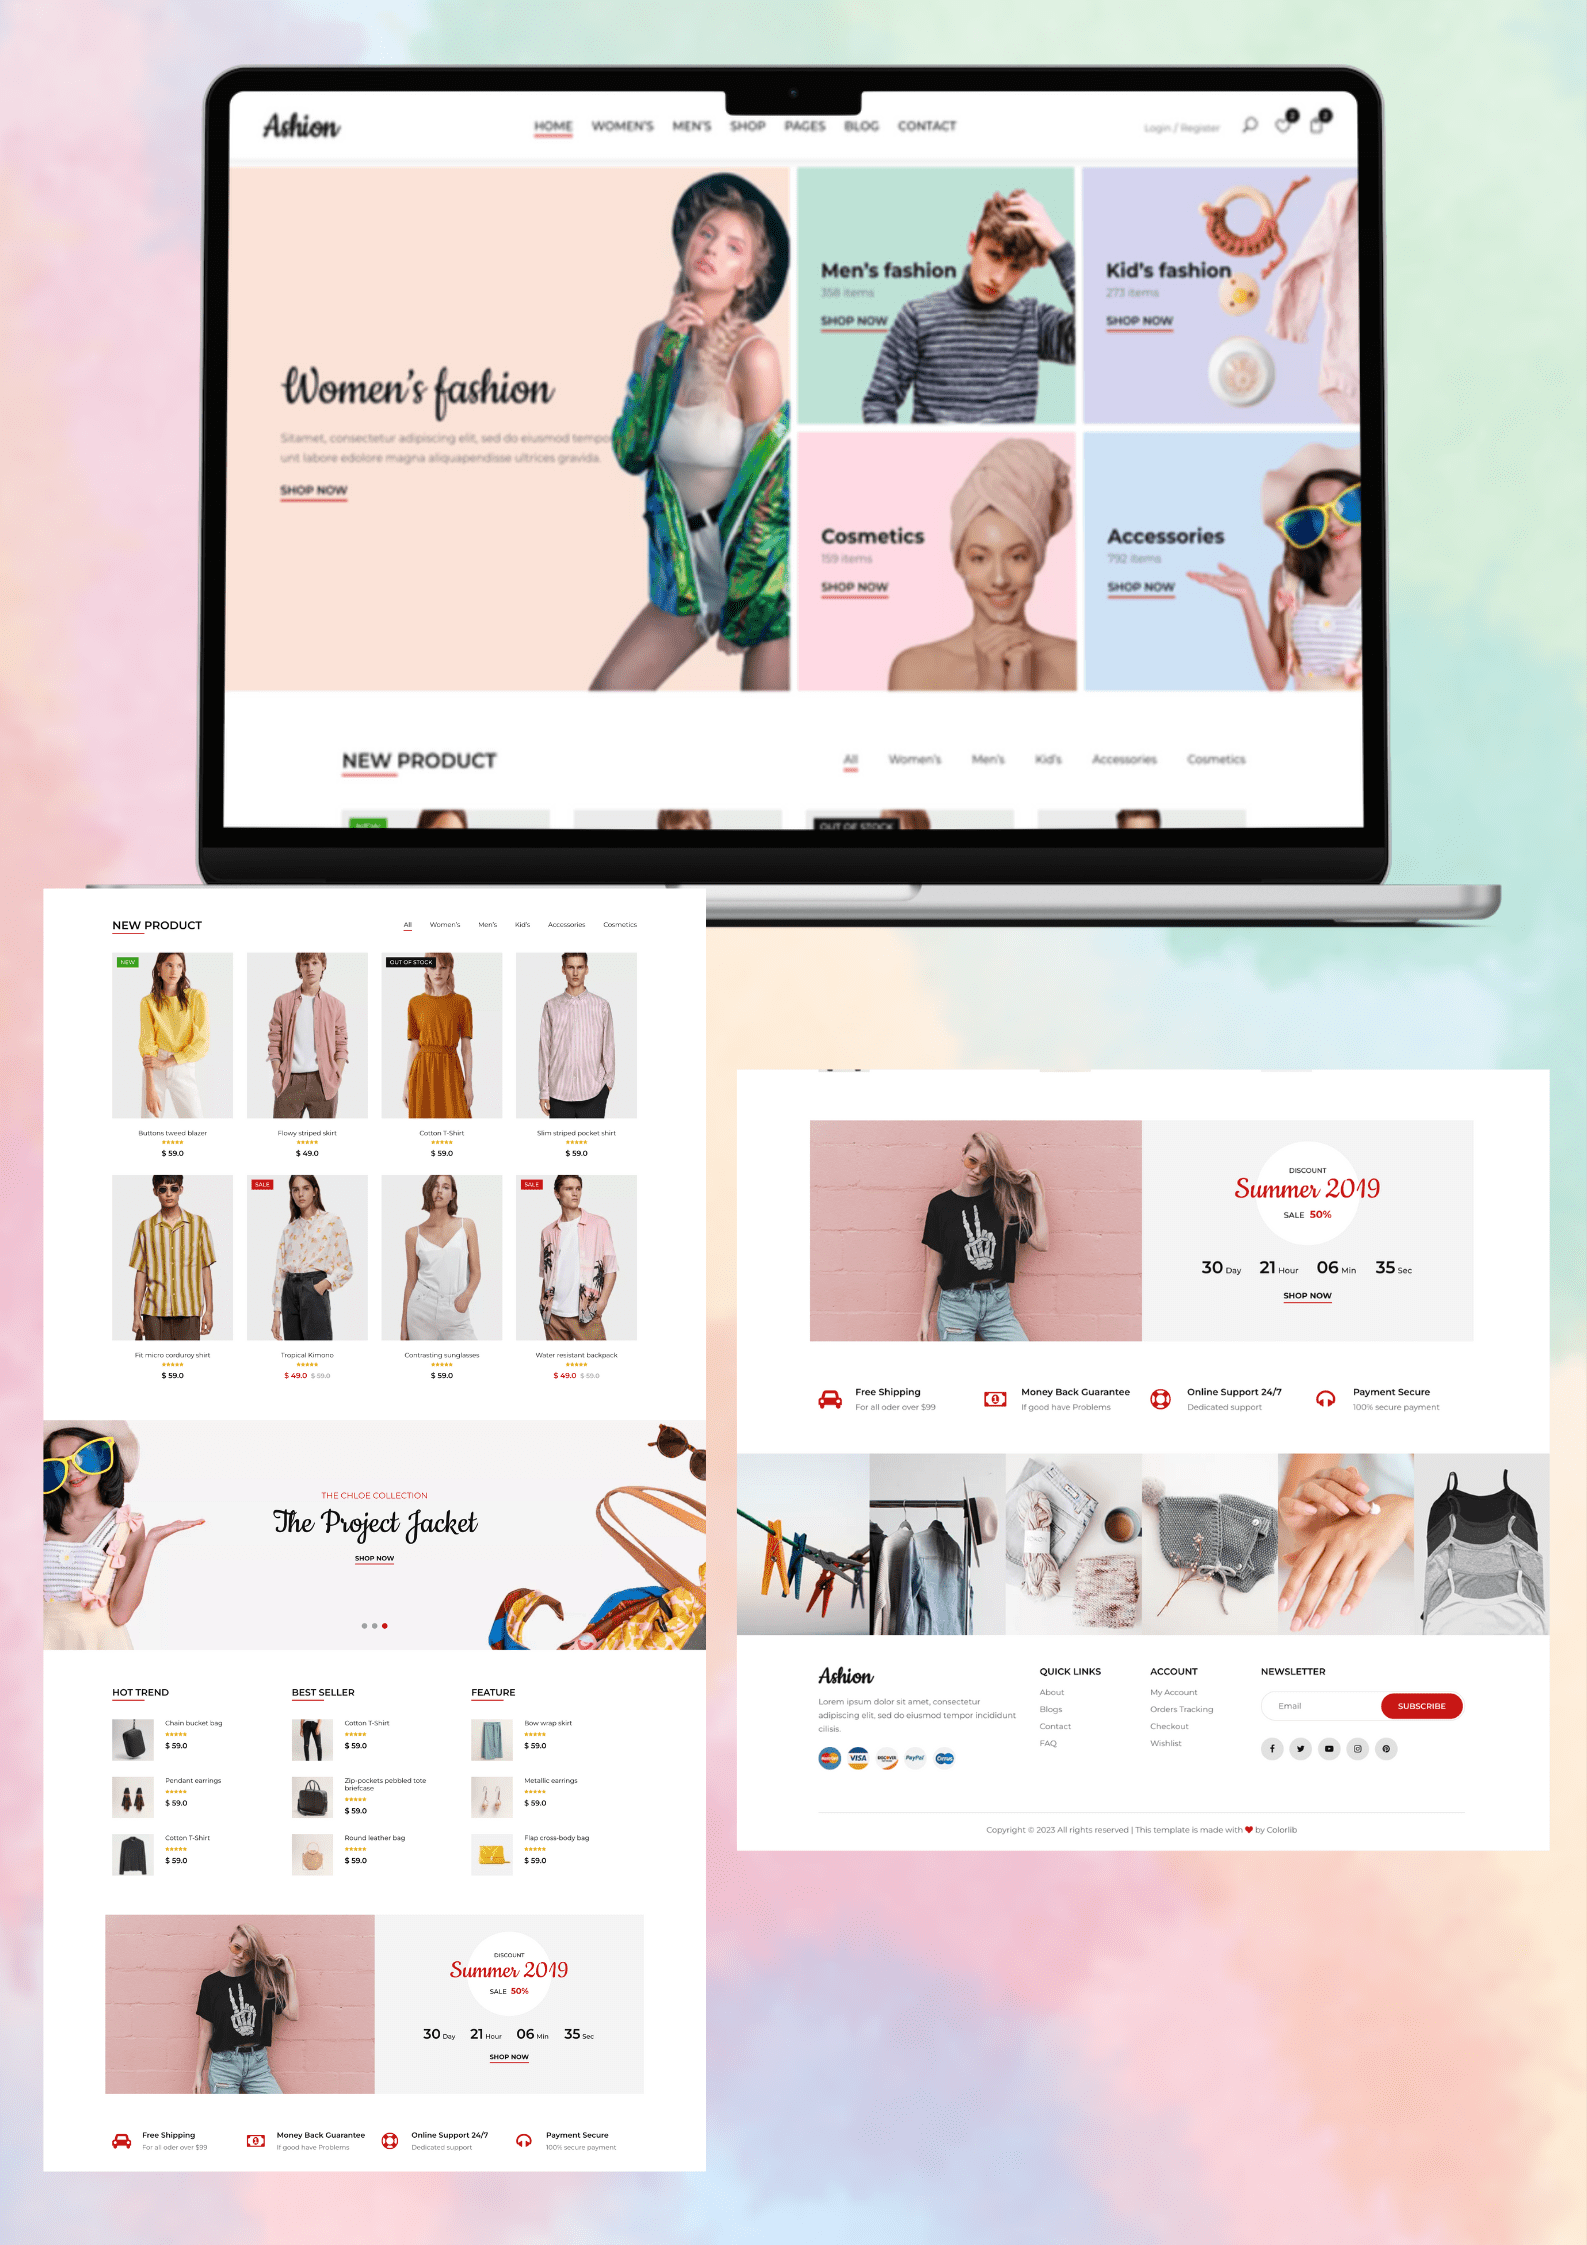 Ashion
HOME WOMEN'S MEN'S SHOP PAGES BLOG CONTACT
Login / Register
2 2
Women's fashion
Sitamet, consectetur adipiscing elit, sed do eiusmod tempo
unt labore edolore magna aliquapendisse ultrices gravida.
SHOP NOW
Men's fashion
358 items
SHOP NOW
Kid's fashion
273 items
SHOP NOW
Cosmetics
159 items
SHOP NOW
Accessories
792 items
SHOP NOW
NEW PRODUCT
All Women's Men's Kid's Accessories Cosmetics
NEW
OUT OF STOCK
NEW PRODUCT
All Women's Men's Kid's Accessories Cosmetics
NEW
OUT OF STOCK
Buttons tweed blazer
$ 59.0
Flowy striped skirt
$ 49.0
Cotton T-Shirt
$ 59.0
Slim striped pocket shirt
$ 59.0
SALE
SALE
Fit micro corduroy shirt
$ 59.0
Tropical Kimono
$ 49.0 $ 59.0
Contrasting sunglasses
$ 59.0
Water resistant backpack
$ 49.0 $ 59.0
THE CHLOE COLLECTION
The Project Jacket
SHOP NOW
HOT TREND
Chain bucket bag
$ 59.0
Pendant earrings
$ 59.0
Cotton T-Shirt
$ 59.0
BEST SELLER
Cotton T-Shirt
$ 59.0
Zip-pockets pebbled tote
briefcase
$ 59.0
Round leather bag
$ 59.0
FEATURE
Bow wrap skirt
$ 59.0
Metallic earrings
$ 59.0
Flap cross-body bag
$ 59.0
DISCOUNT
Summer 2019
SALE 50%
30 Day 21 Hour 06 Min 35 Sec
SHOP NOW
Free Shipping
For all oder over $99
Money Back Guarantee
If good have Problems
Online Support 24/7
Dedicated support
Payment Secure
100% secure payment
DISCOUNT
Summer 2019
SALE 50%
30 Day 21 Hour 06 Min 35 Sec
SHOP NOW
Free Shipping
For all oder over $99
Money Back Guarantee
If good have Problems
Online Support 24/7
Dedicated support
Payment Secure
100% secure payment
Ashion
Lorem ipsum dolor sit amet, consectetur
adipiscing elit, sed do eiusmod tempor incididunt
cilisis.
MasterCard VISA DISCOVER PayPal Cirrus
QUICK LINKS
About
Blogs
Contact
FAQ
ACCOUNT
My Account
Orders Tracking
Checkout
Wishlist
NEWSLETTER
Email SUBSCRIBE
Copyright © 2023 All rights reserved | This template is made with ♥ by Colorlib